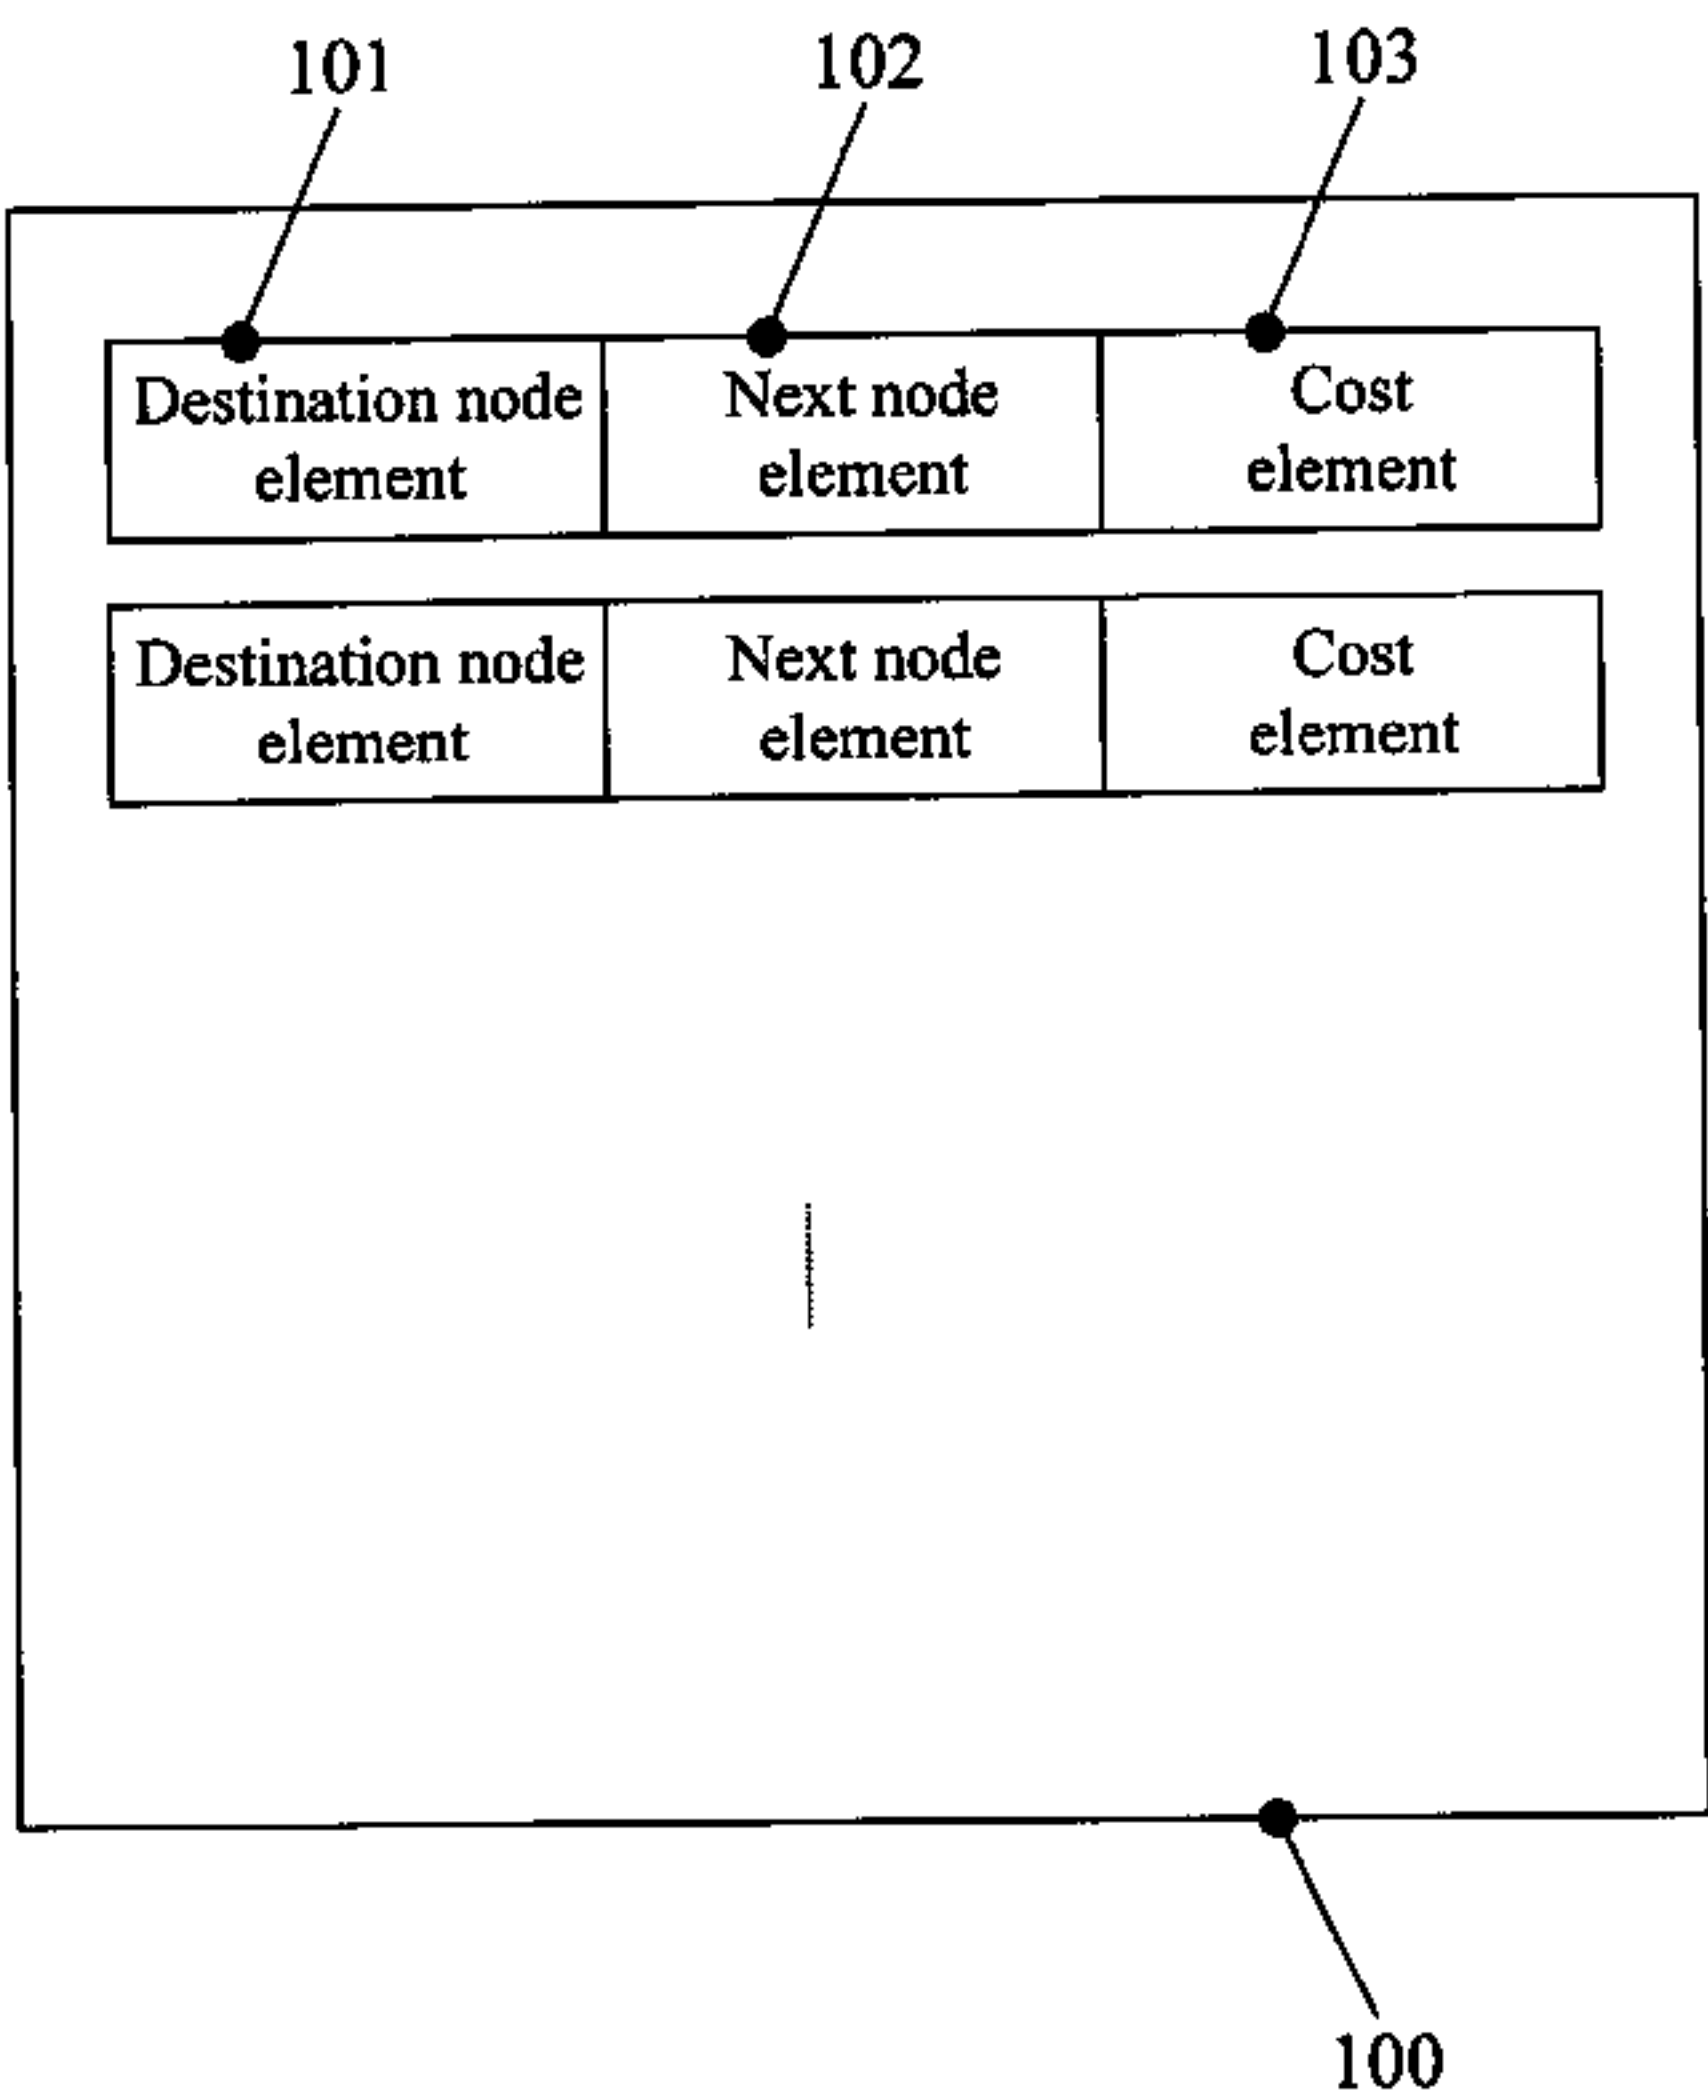 101 102 103
Destination node Next node Cost
element element element
Destination node Next node Cost
element element element
100